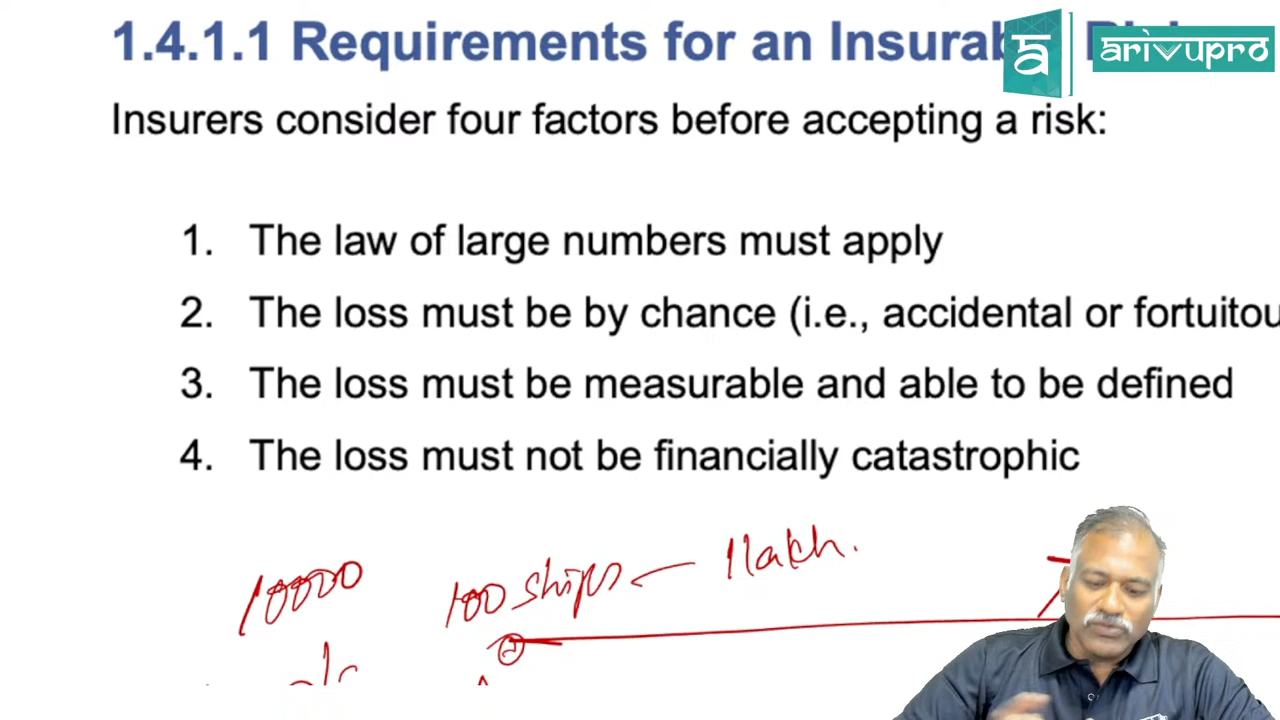 1.4.1.1 Requirements for an Insurab
ā arivupro
Insurers consider four factors before accepting a risk:
1. The law of large numbers must apply
2. The loss must be by chance (i.e., accidental or fortuitou
3. The loss must be measurable and able to be defined
4. The loss must not be financially catastrophic
10000 100 ships — 1 lakh.